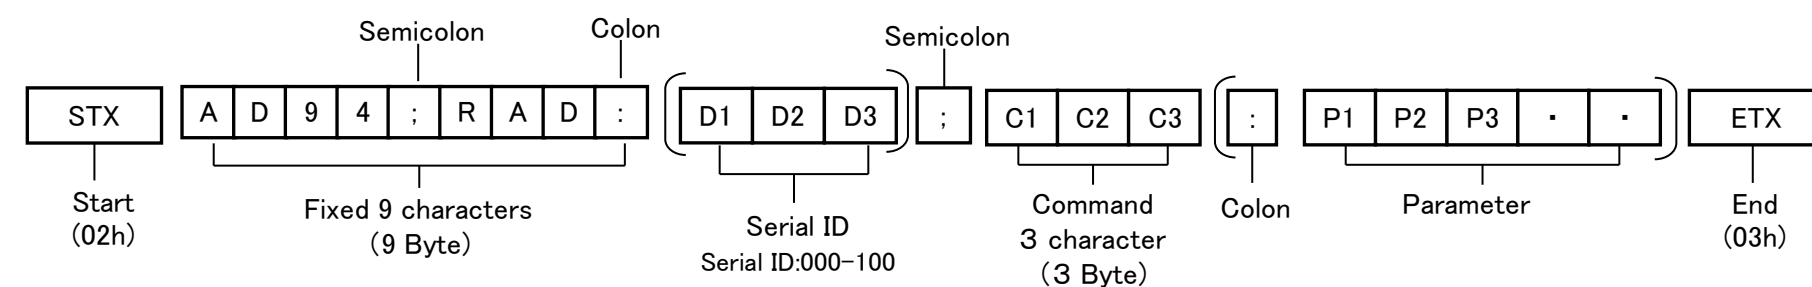 Semicolon Colon Semicolon
STX A D 9 4 ; R A D : ( D1 D2 D3 ) ; C1 C2 C3 ( : P1 P2 P3 ・ ・ ) ETX
Start
(02h)
Fixed 9 characters
(9 Byte)
Serial ID
Serial ID:000-100
Command
3 character
(3 Byte)
Colon
Parameter
End
(03h)